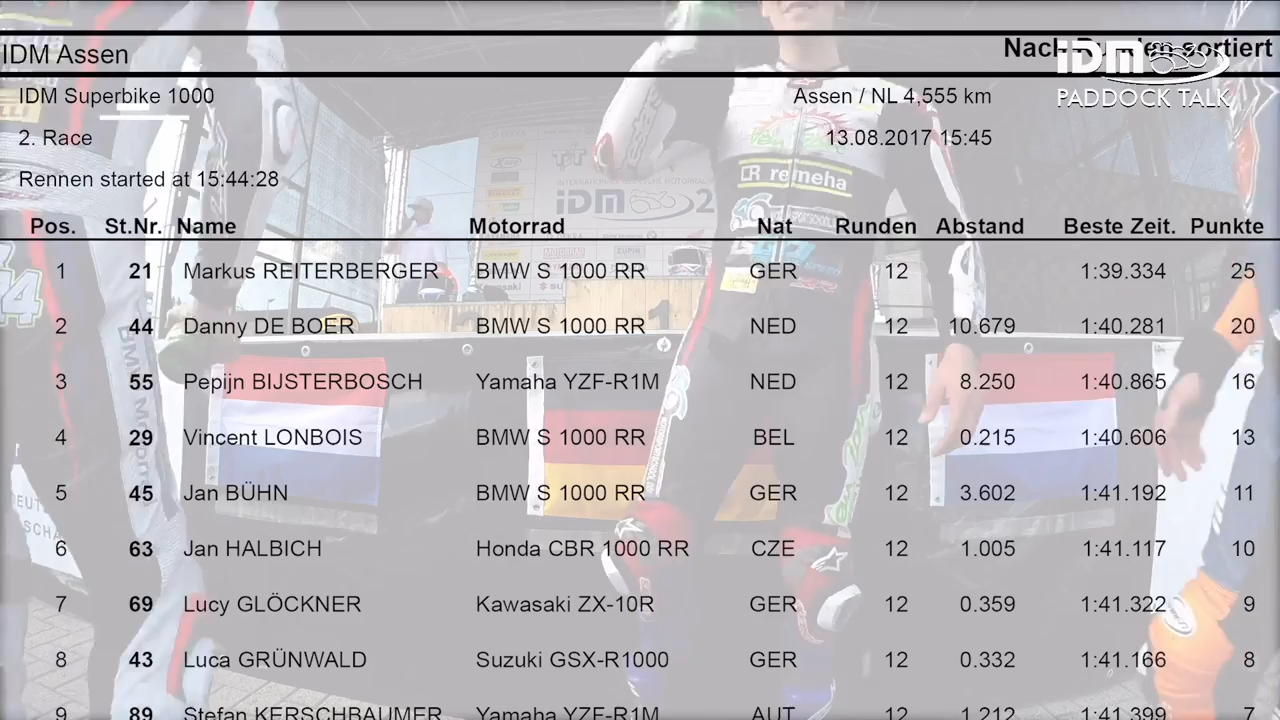 IDM Assen
Nach Runden sortiert
IDM
PADDOCK TALK
IDM Superbike 1000 Assen / NL 4,555 km
2. Race 13.08.2017 15:45
Rennen started at 15:44:28
Pos. St.Nr. Name Motorrad Nat Runden Abstand Beste Zeit. Punkte
1 21 Markus REITERBERGER BMW S 1000 RR GER 12 1:39.334 25
2 44 Danny DE BOER BMW S 1000 RR NED 12 10.679 1:40.281 20
3 55 Pepijn BIJSTERBOSCH Yamaha YZF-R1M NED 12 8.250 1:40.865 16
4 29 Vincent LONBOIS BMW S 1000 RR BEL 12 0.215 1:40.606 13
5 45 Jan BÜHN BMW S 1000 RR GER 12 3.602 1:41.192 11
6 63 Jan HALBICH Honda CBR 1000 RR CZE 12 1.005 1:41.117 10
7 69 Lucy GLÖCKNER Kawasaki ZX-10R GER 12 0.359 1:41.322 9
8 43 Luca GRÜNWALD Suzuki GSX-R1000 GER 12 0.332 1:41.166 8
9 89 Stefan KERSCHBAUMER Yamaha YZF-R1M AUT 12 1.212 1:41.399 7
remeha
IDM
BMW Motorrad